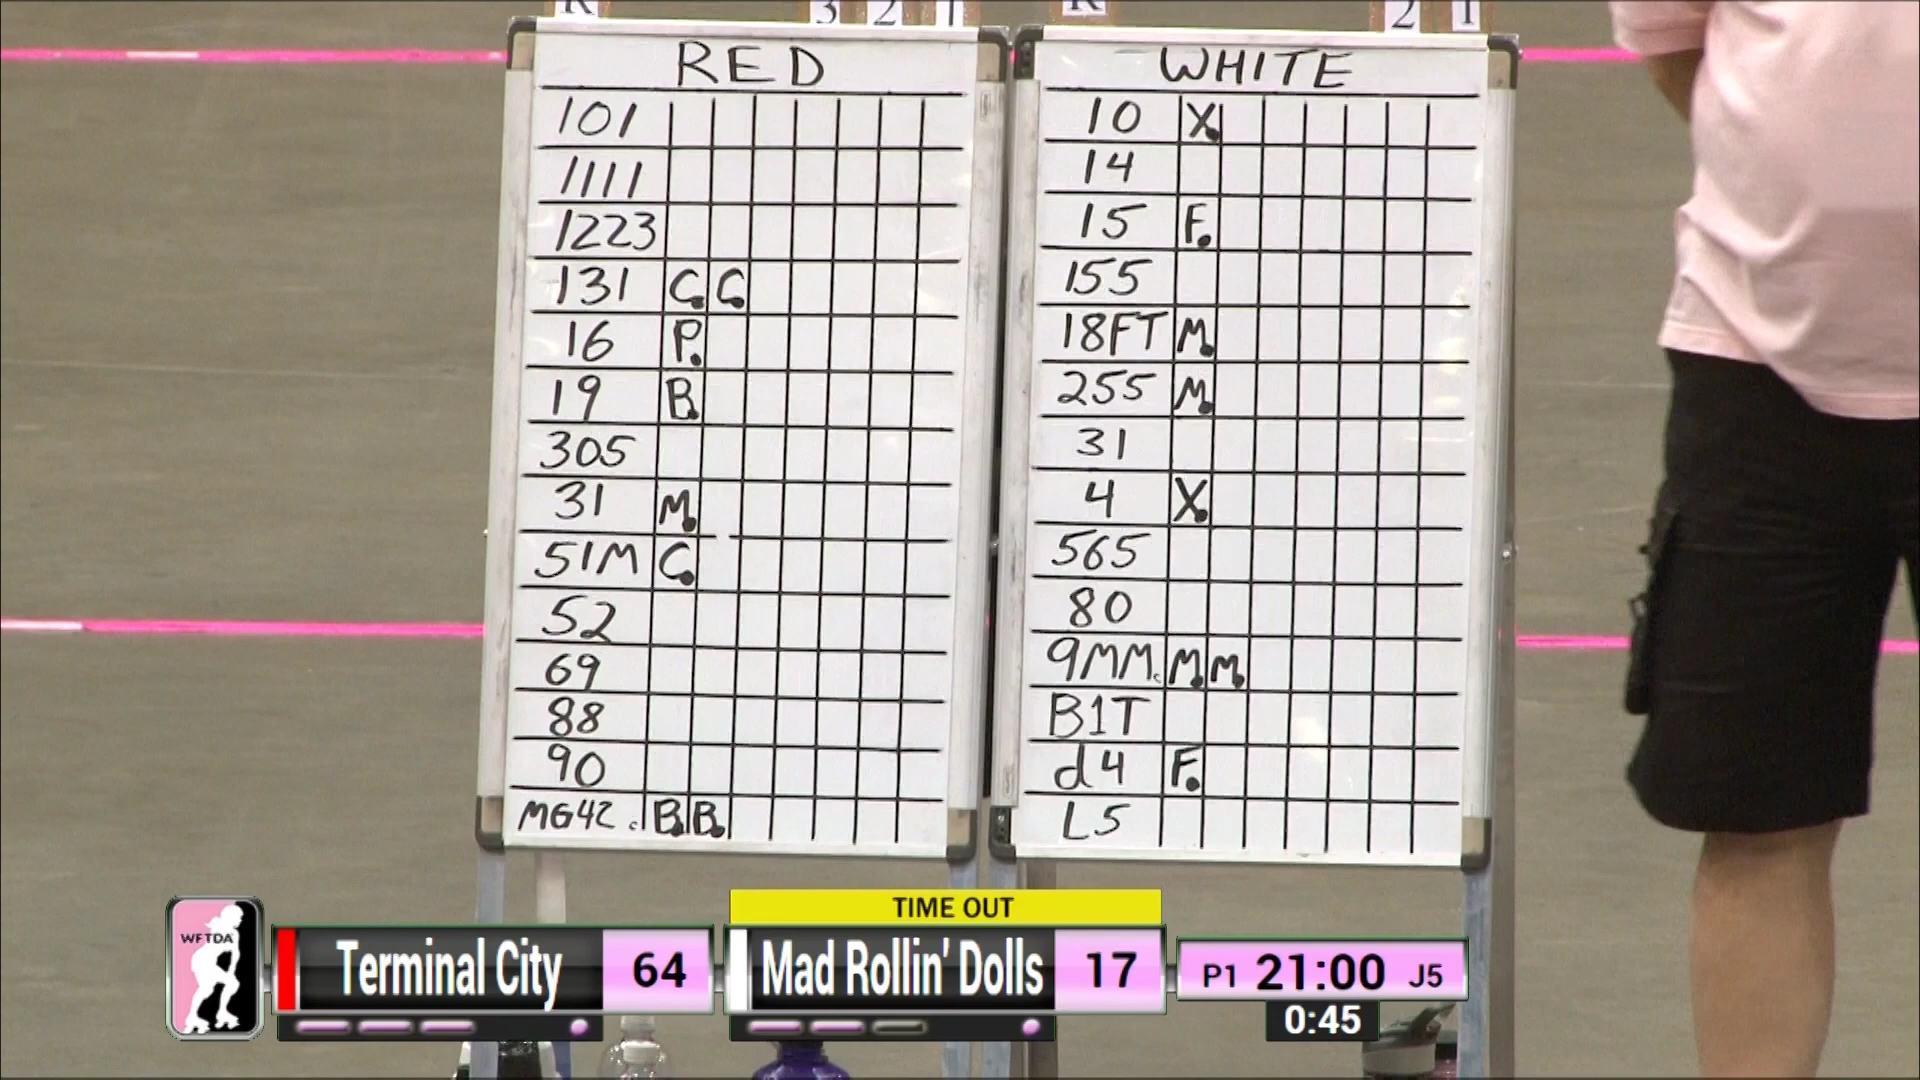 R 3 2 1
R 2 1
RED
101
1111
1223
131 C. C.
16 P.
19 B.
305
31 M.
51M C.
52
69
88
90
MG42 c B. B.
WHITE
10 X.
14
15 F.
155
18FT M.
255 M.
31
4 X.
565
80
9MM c M. M.
B1T
d4 F.
L5
TIME OUT
WFTDA
Terminal City 64
Mad Rollin' Dolls 17
P1 21:00 J5
0:45